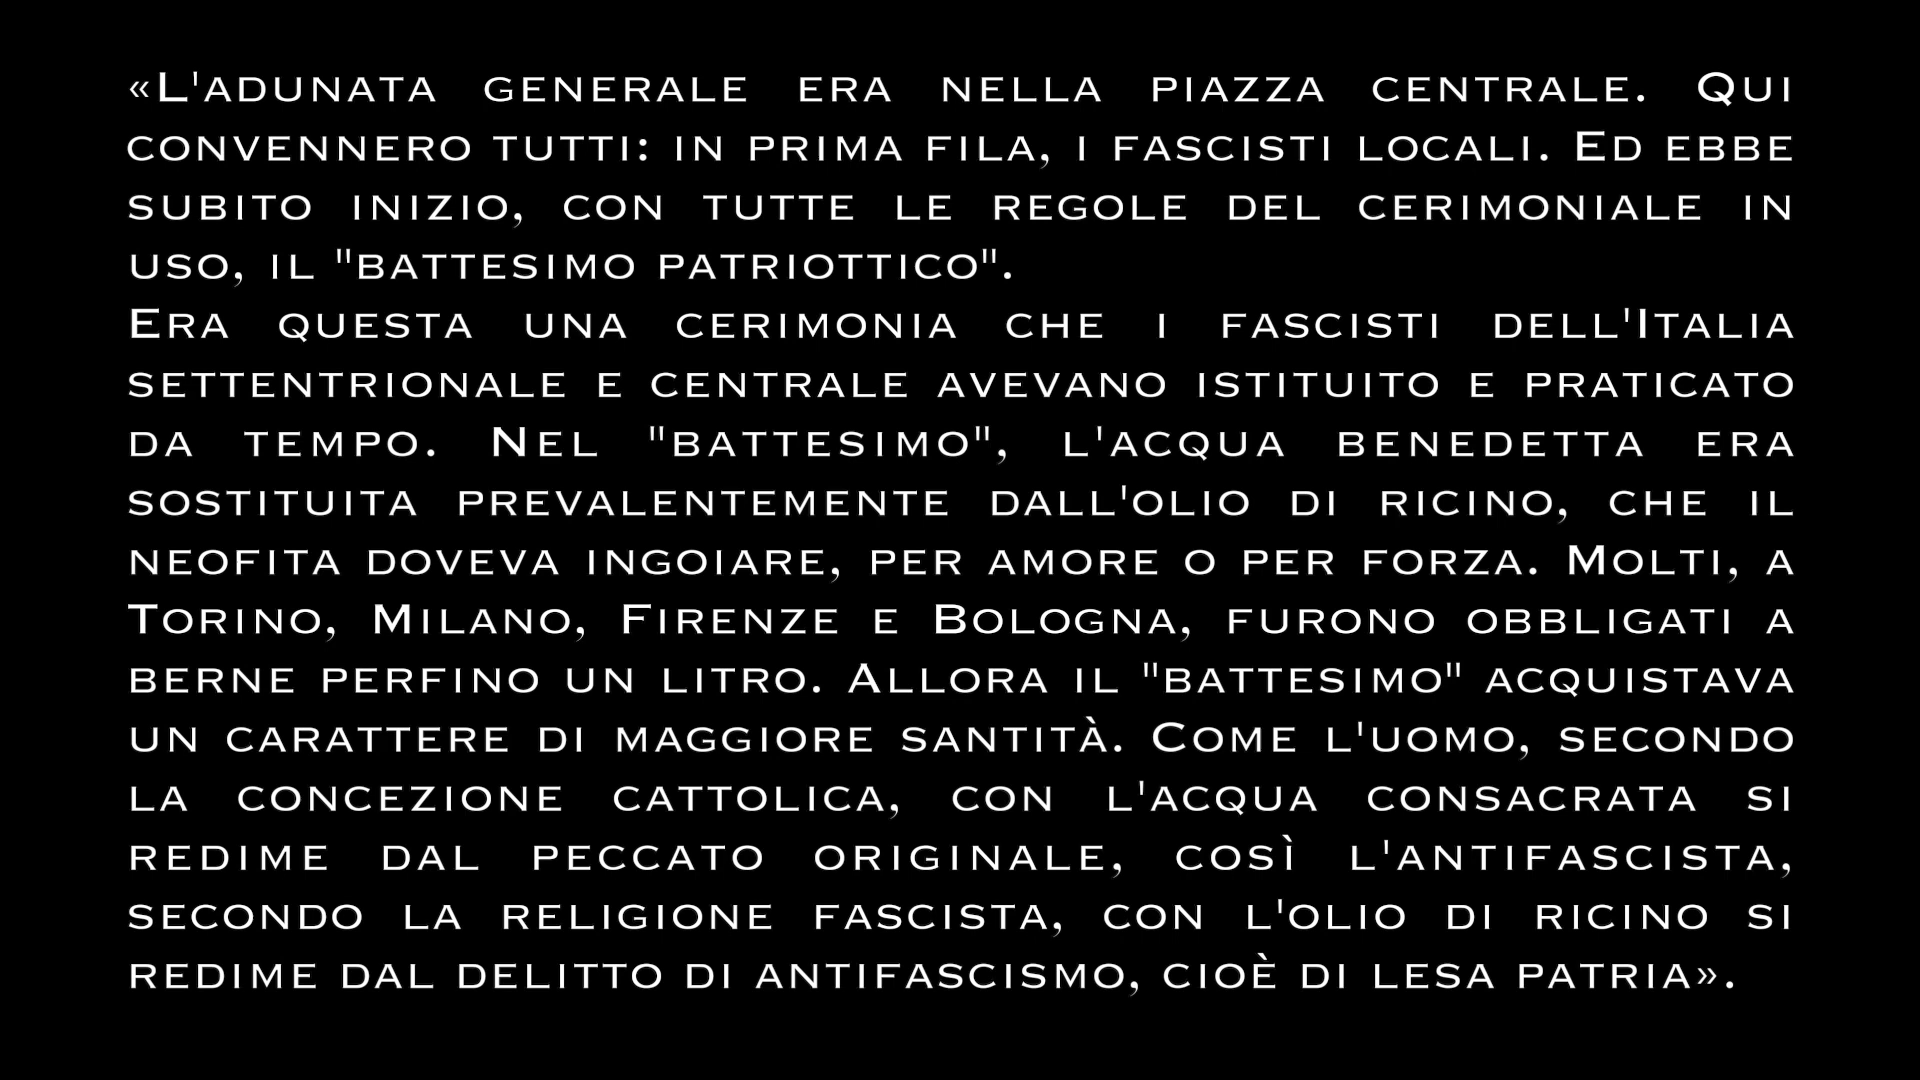 «L'adunata generale era nella piazza centrale. Qui
convennero tutti: in prima fila, i fascisti locali. Ed ebbe
subito inizio, con tutte le regole del cerimoniale in
uso, il "battesimo patriottico".
Era questa una cerimonia che i fascisti dell'Italia
settentrionale e centrale avevano istituito e praticato
da tempo. Nel "battesimo", l'acqua benedetta era
sostituita prevalentemente dall'olio di ricino, che il
neofita doveva ingoiare, per amore o per forza. Molti, a
Torino, Milano, Firenze e Bologna, furono obbligati a
berne perfino un litro. Allora il "battesimo" acquistava
un carattere di maggiore santità. Come l'uomo, secondo
la concezione cattolica, con l'acqua consacrata si
redime dal peccato originale, così l'antifascista,
secondo la religione fascista, con l'olio di ricino si
redime dal delitto di antifascismo, cioè di lesa patria».